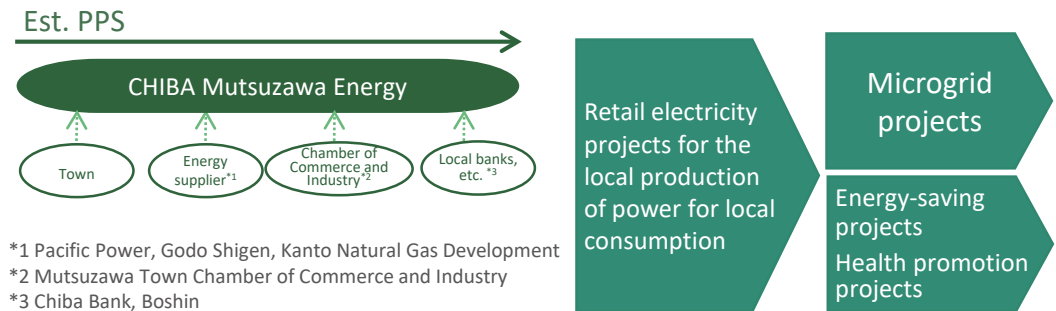 Est. PPS
CHIBA Mutsuzawa Energy
Town
Energy
supplier*1
Chamber of
Commerce and
Industry*2
Local banks,
etc. *3
*1 Pacific Power, Godo Shigen, Kanto Natural Gas Development
*2 Mutsuzawa Town Chamber of Commerce and Industry
*3 Chiba Bank, Boshin
Retail electricity
projects for the
local production
of power for local
consumption
Microgrid
projects
Energy-saving
projects
Health promotion
projects